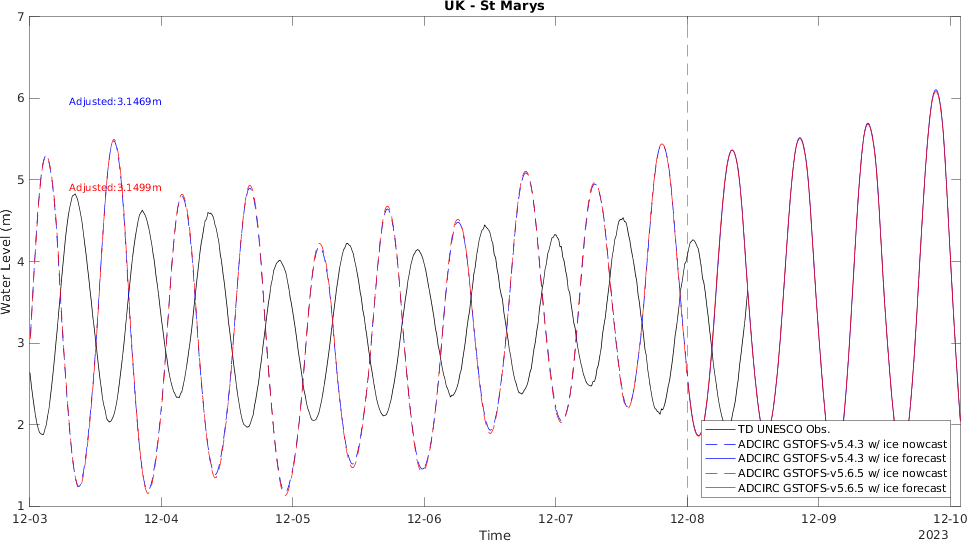 UK - St Marys
7
6
5
4
3
2
1
Water Level (m)
Adjusted:3.1469m
Adjusted:3.1499m
TD UNESCO Obs.
ADCIRC GSTOFS-v5.4.3 w/ ice nowcast
ADCIRC GSTOFS-v5.4.3 w/ ice forecast
ADCIRC GSTOFS-v5.6.5 w/ ice nowcast
ADCIRC GSTOFS-v5.6.5 w/ ice forecast
12-03 12-04 12-05 12-06 12-07 12-08 12-09 12-10
Time
2023